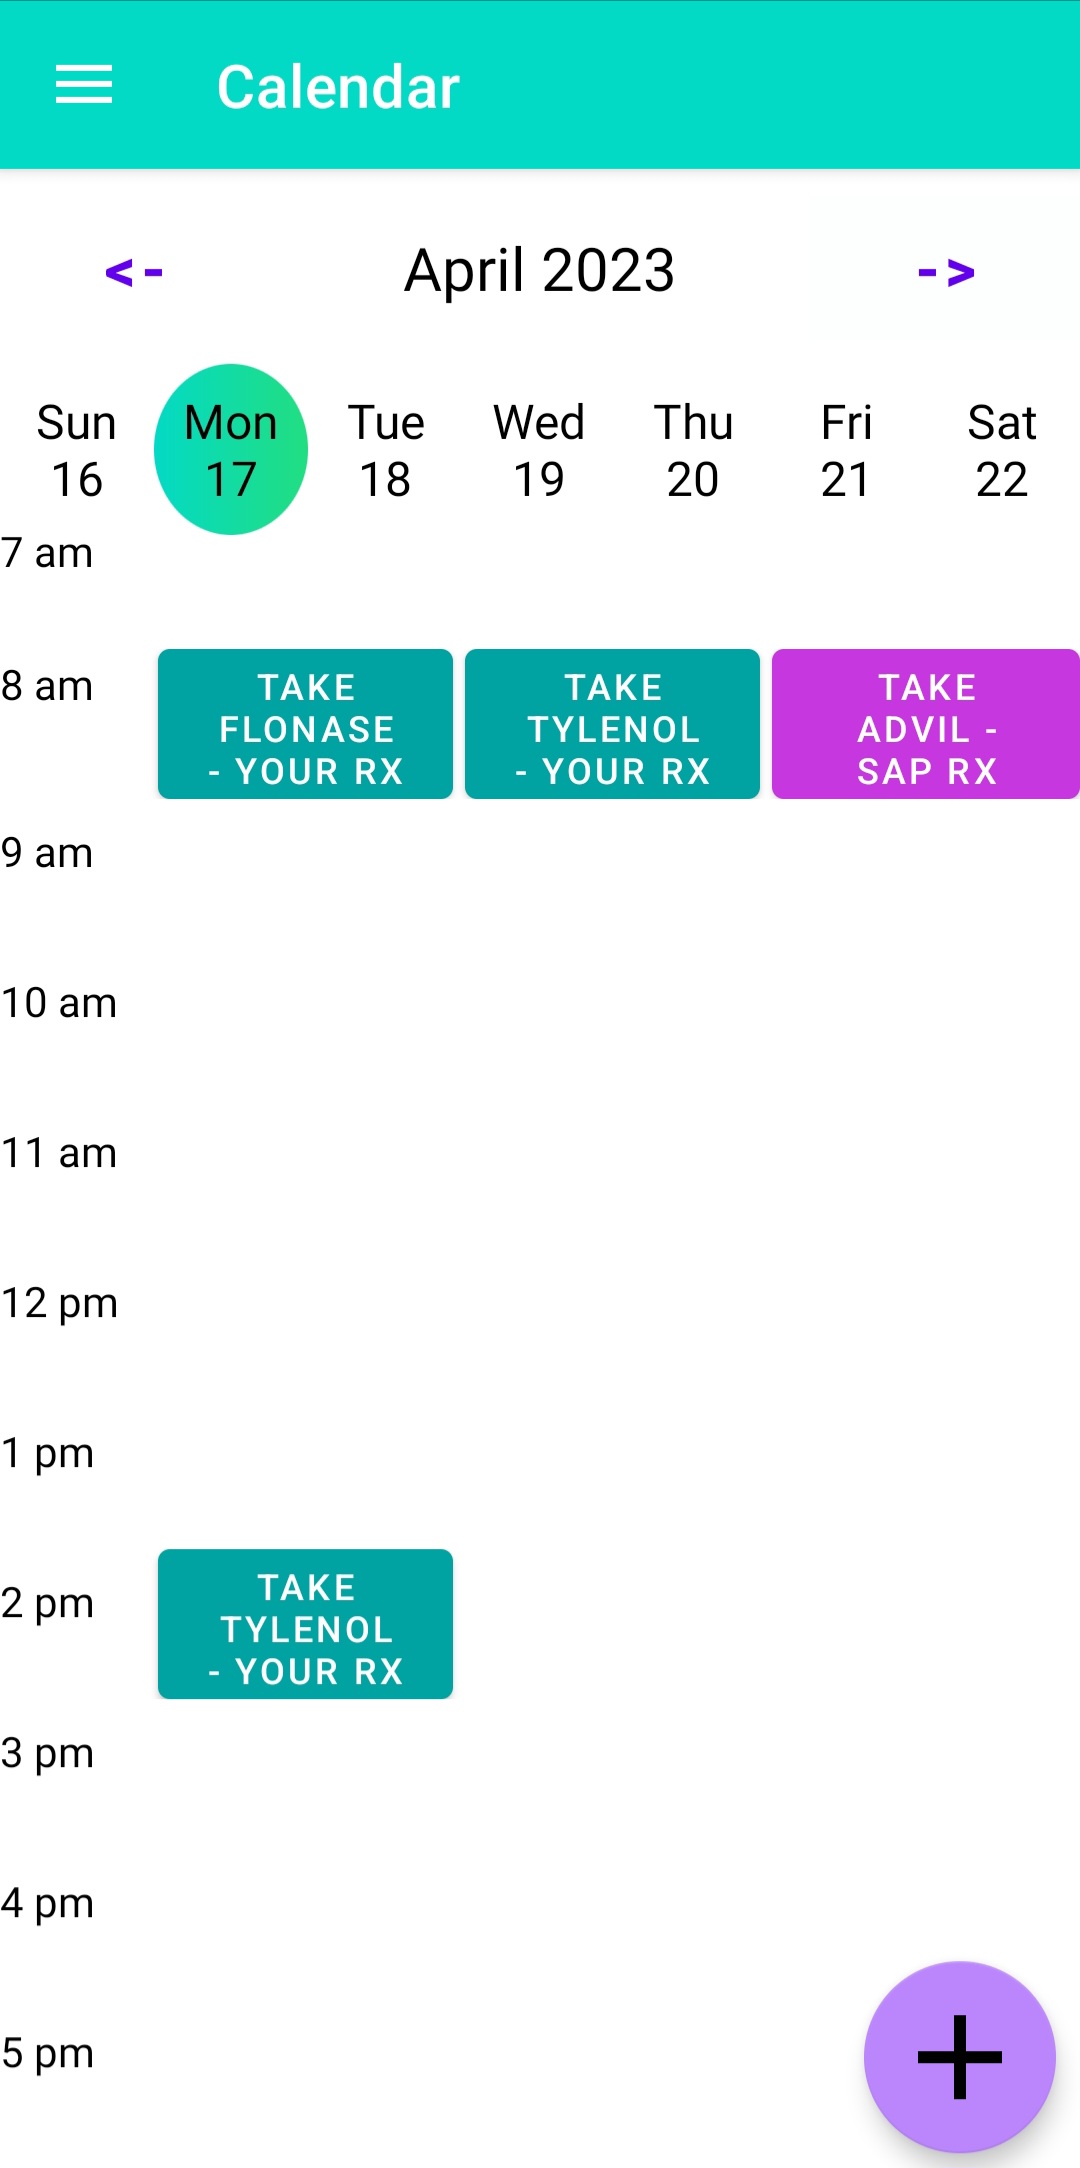 Calendar
<- April 2023 ->
Sun Mon Tue Wed Thu Fri Sat
16 17 18 19 20 21 22
7 am
8 am
TAKE
FLONASE
- YOUR RX
TAKE
TYLENOL
- YOUR RX
TAKE
ADVIL -
SAP RX
9 am
10 am
11 am
12 pm
1 pm
2 pm
TAKE
TYLENOL
- YOUR RX
3 pm
4 pm
5 pm